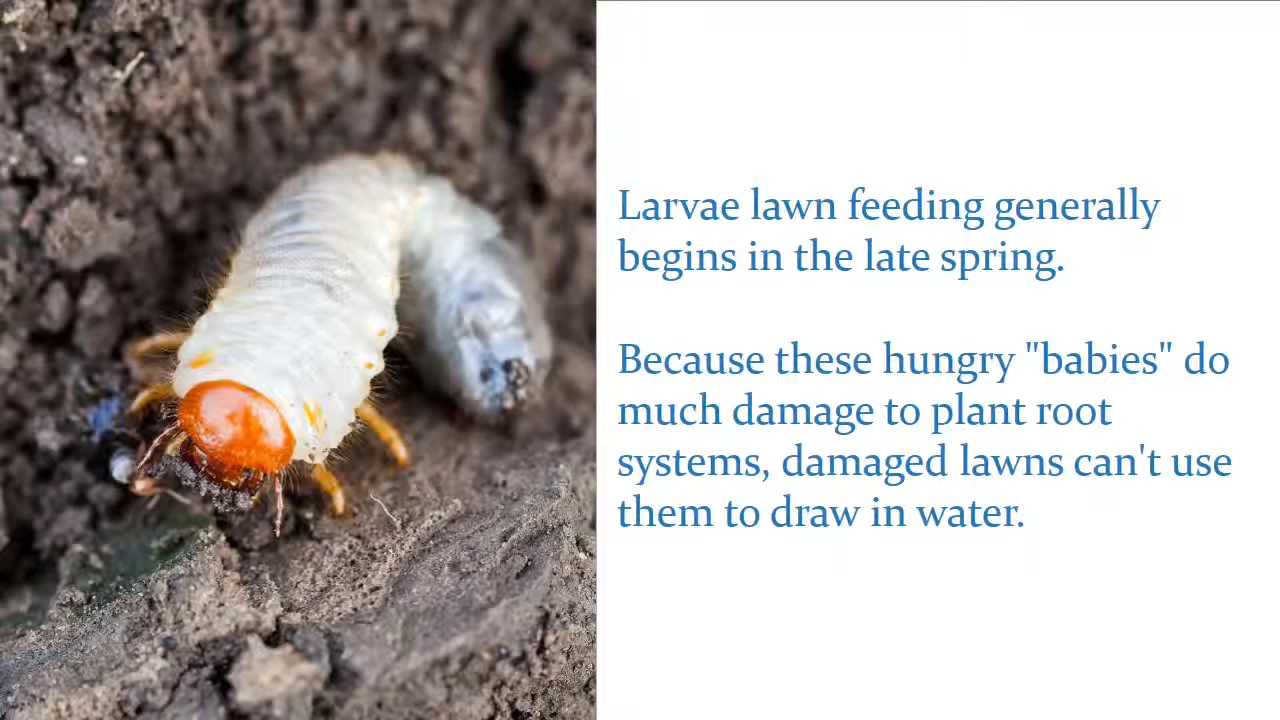 Larvae lawn feeding generally
begins in the late spring.
Because these hungry "babies" do
much damage to plant root
systems, damaged lawns can't use
them to draw in water.